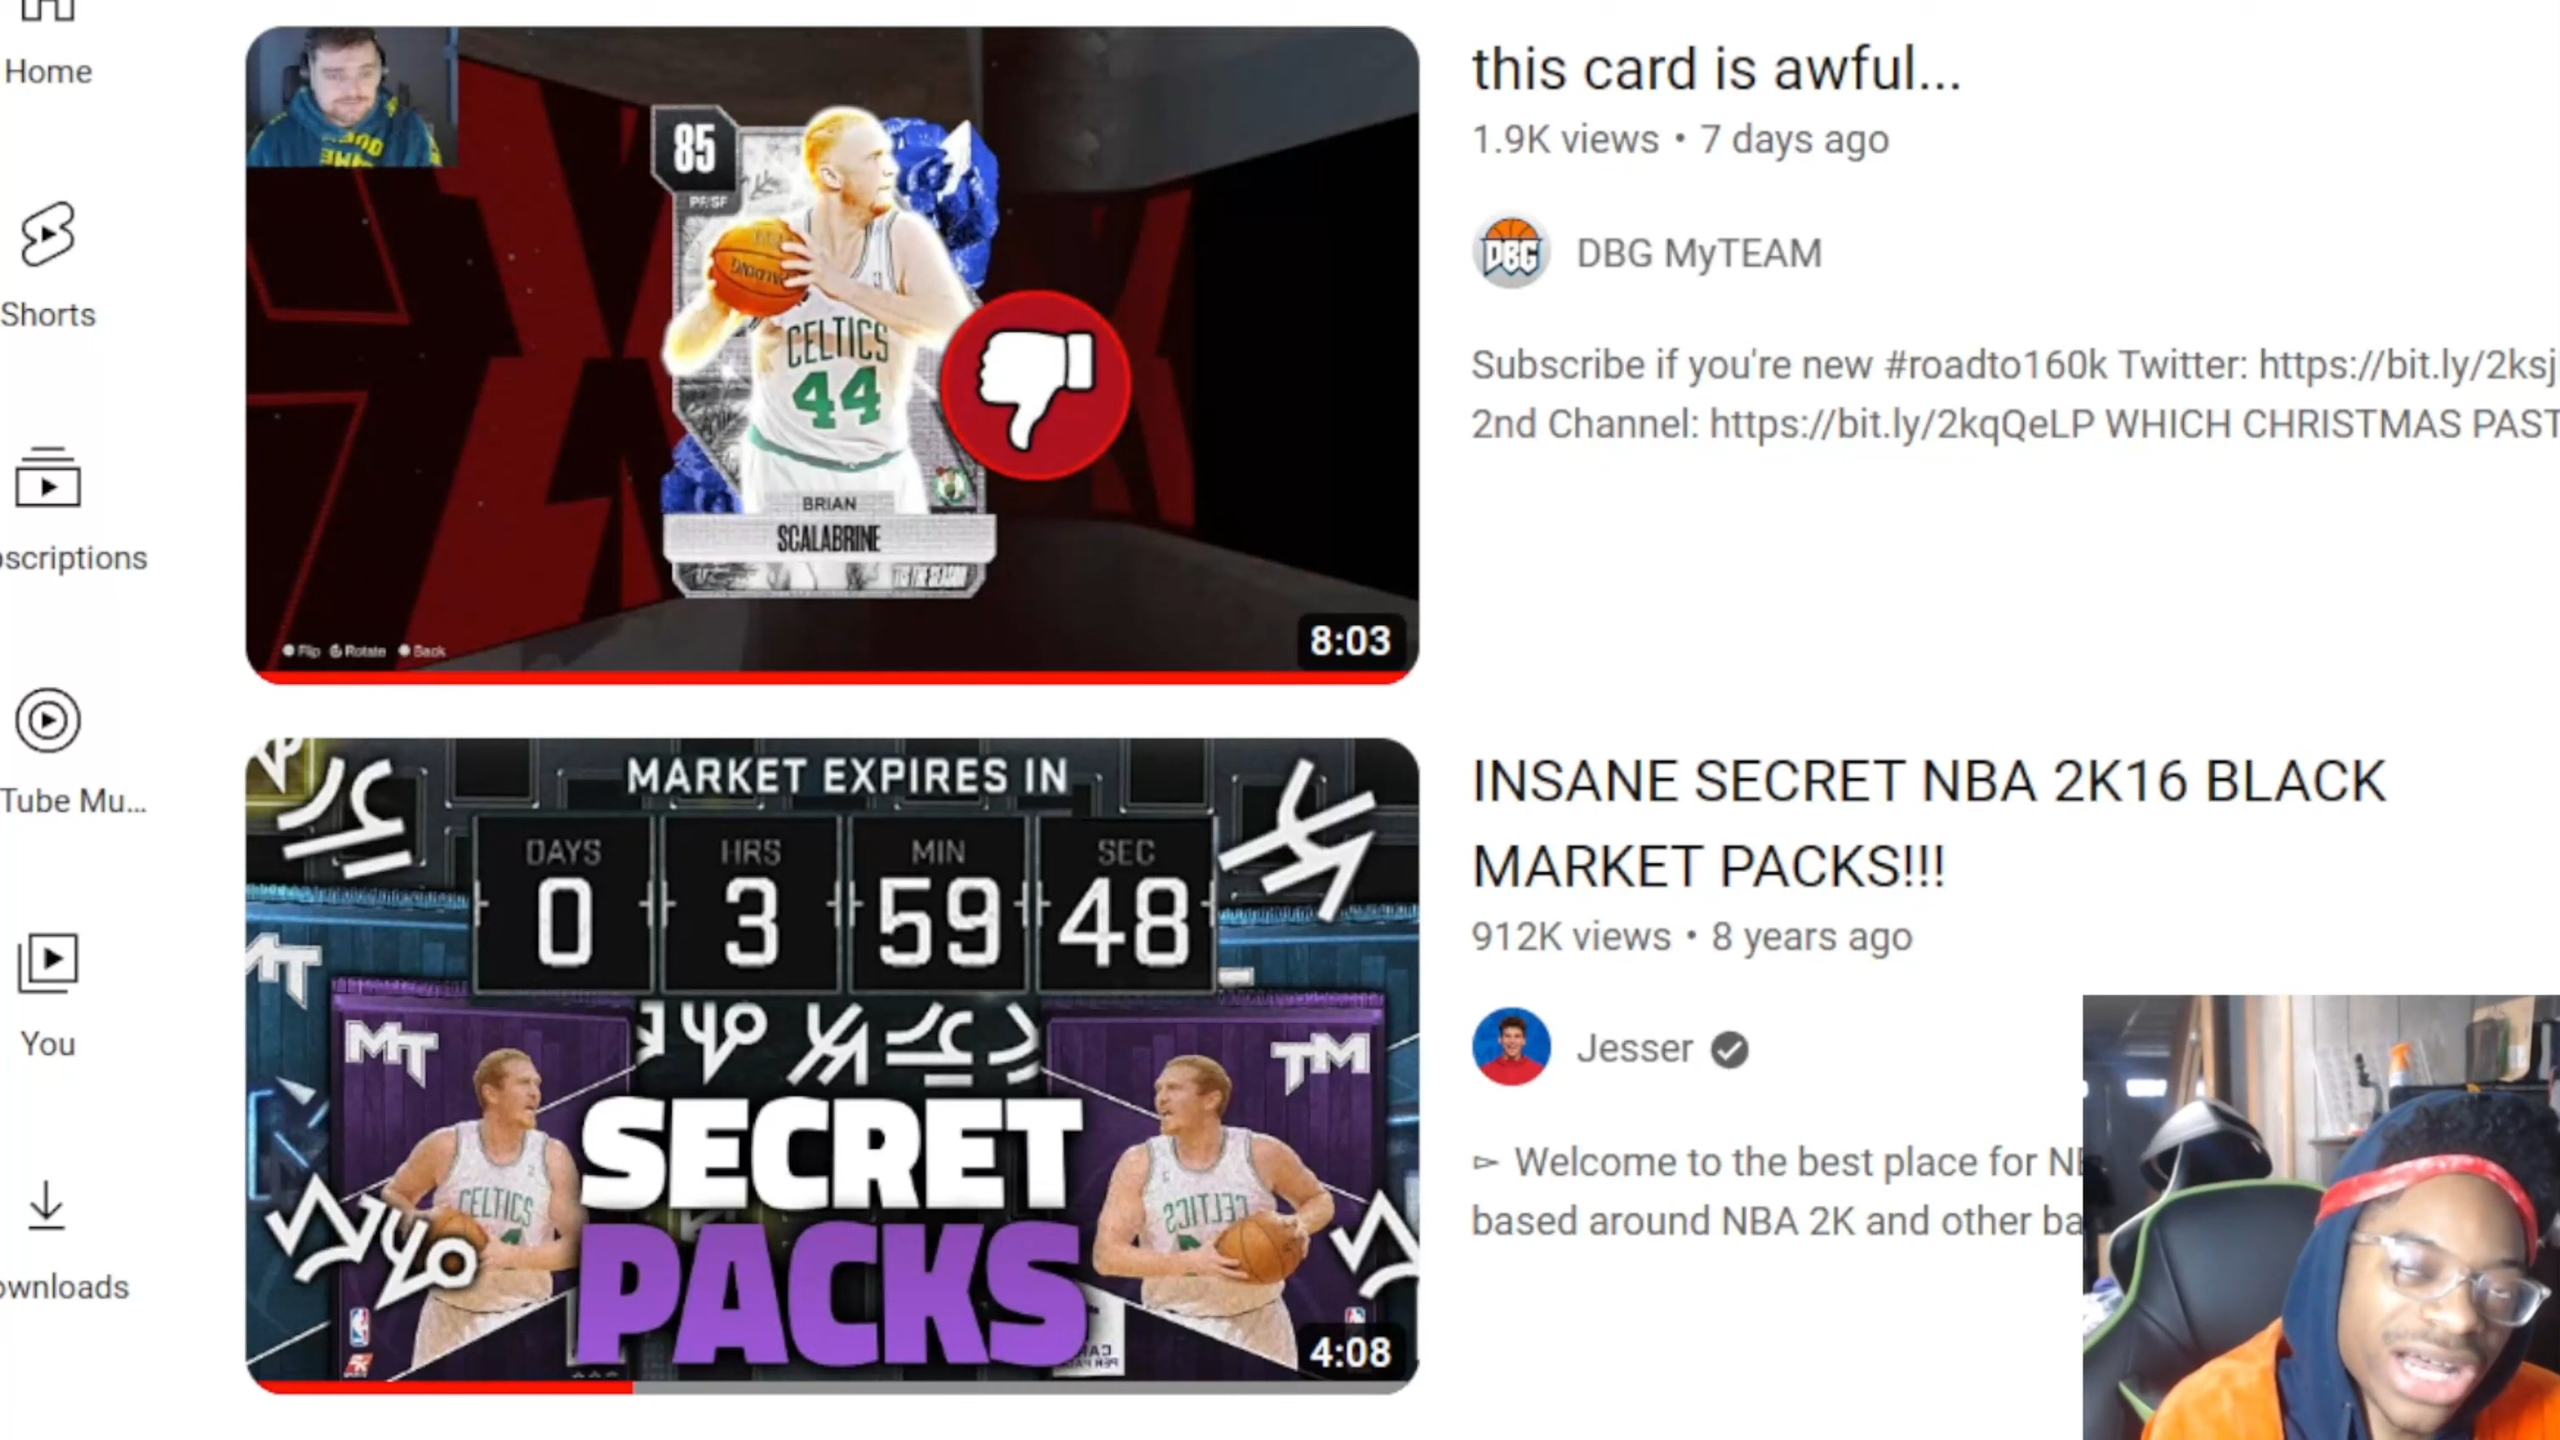 Home
Shorts
bscriptions
Tube Mu...
You
ownloads
85
PF/SF
CELTICS
44
BRIAN
SCALABRINE
'TIS THE SEASON
Flip Rotate Back
8:03
this card is awful...
1.9K views • 7 days ago
DBG
DBG MyTEAM
Subscribe if you're new #roadto160k Twitter: https://bit.ly/2ksj
2nd Channel: https://bit.ly/2kqQeLP WHICH CHRISTMAS PAST
MARKET EXPIRES IN
DAYS HRS MIN SEC
0 3 59 48
MT
SECRET
PACKS
CELTICS
4:08
INSANE SECRET NBA 2K16 BLACK
MARKET PACKS!!!
912K views • 8 years ago
Jesser
▻ Welcome to the best place for NB
based around NBA 2K and other ba